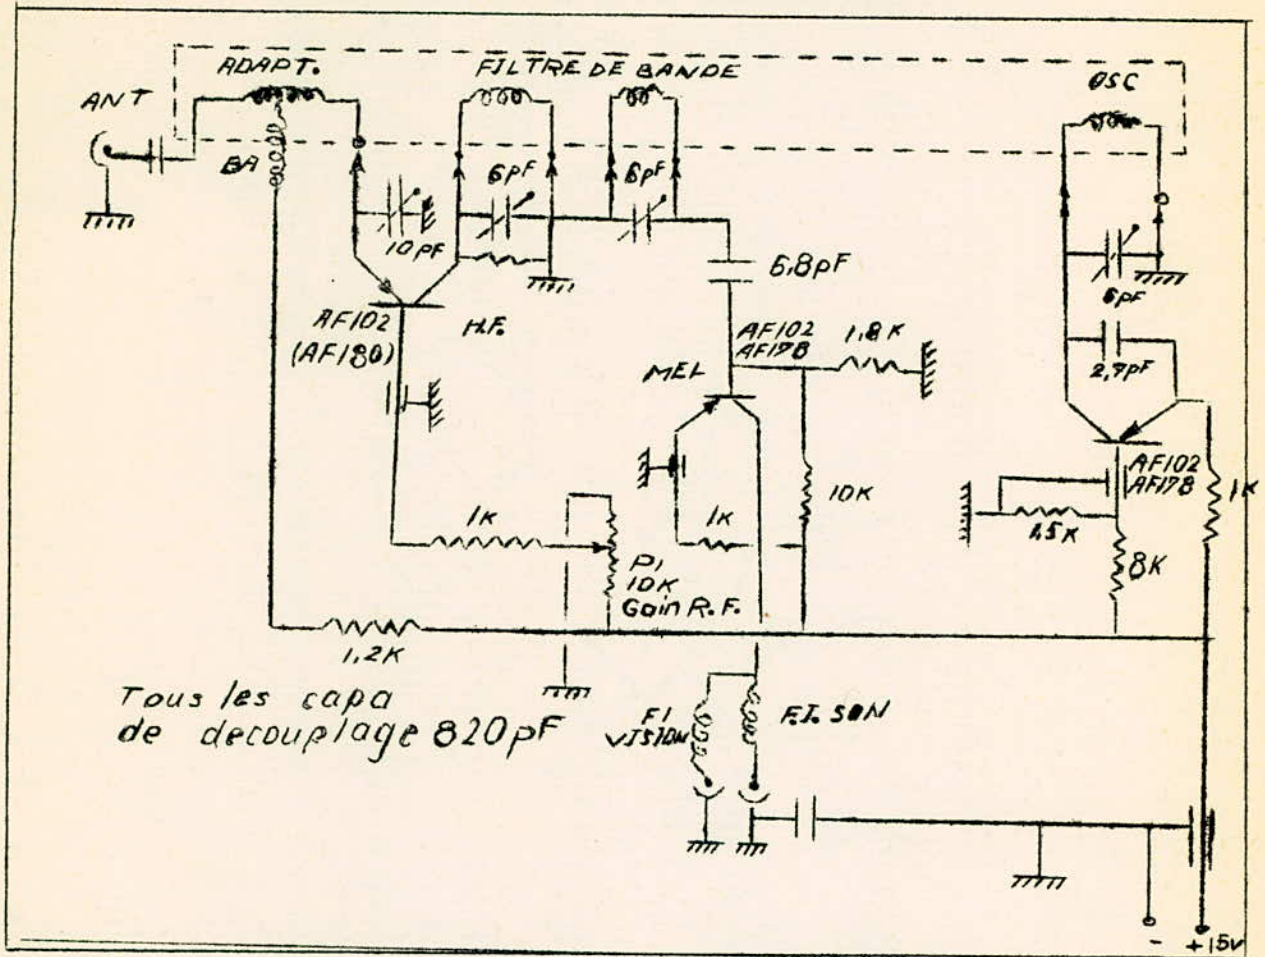 ADAPT.
FILTRE DE BANDE
OSC
ANT
BA
6pF
6pF
10pF
6,8pF
6pF
AF102
(AF180)
H.F.
AF102
AF178
1,8K
MEL
2,7pF
AF102
AF178
1K
10K
1K
1K
1,5K
8K
P1
10K
Gain R.F.
1,2K
Tous les capa
de decouplage 820pF
FI
VISION
F.I. SON
-
+15V